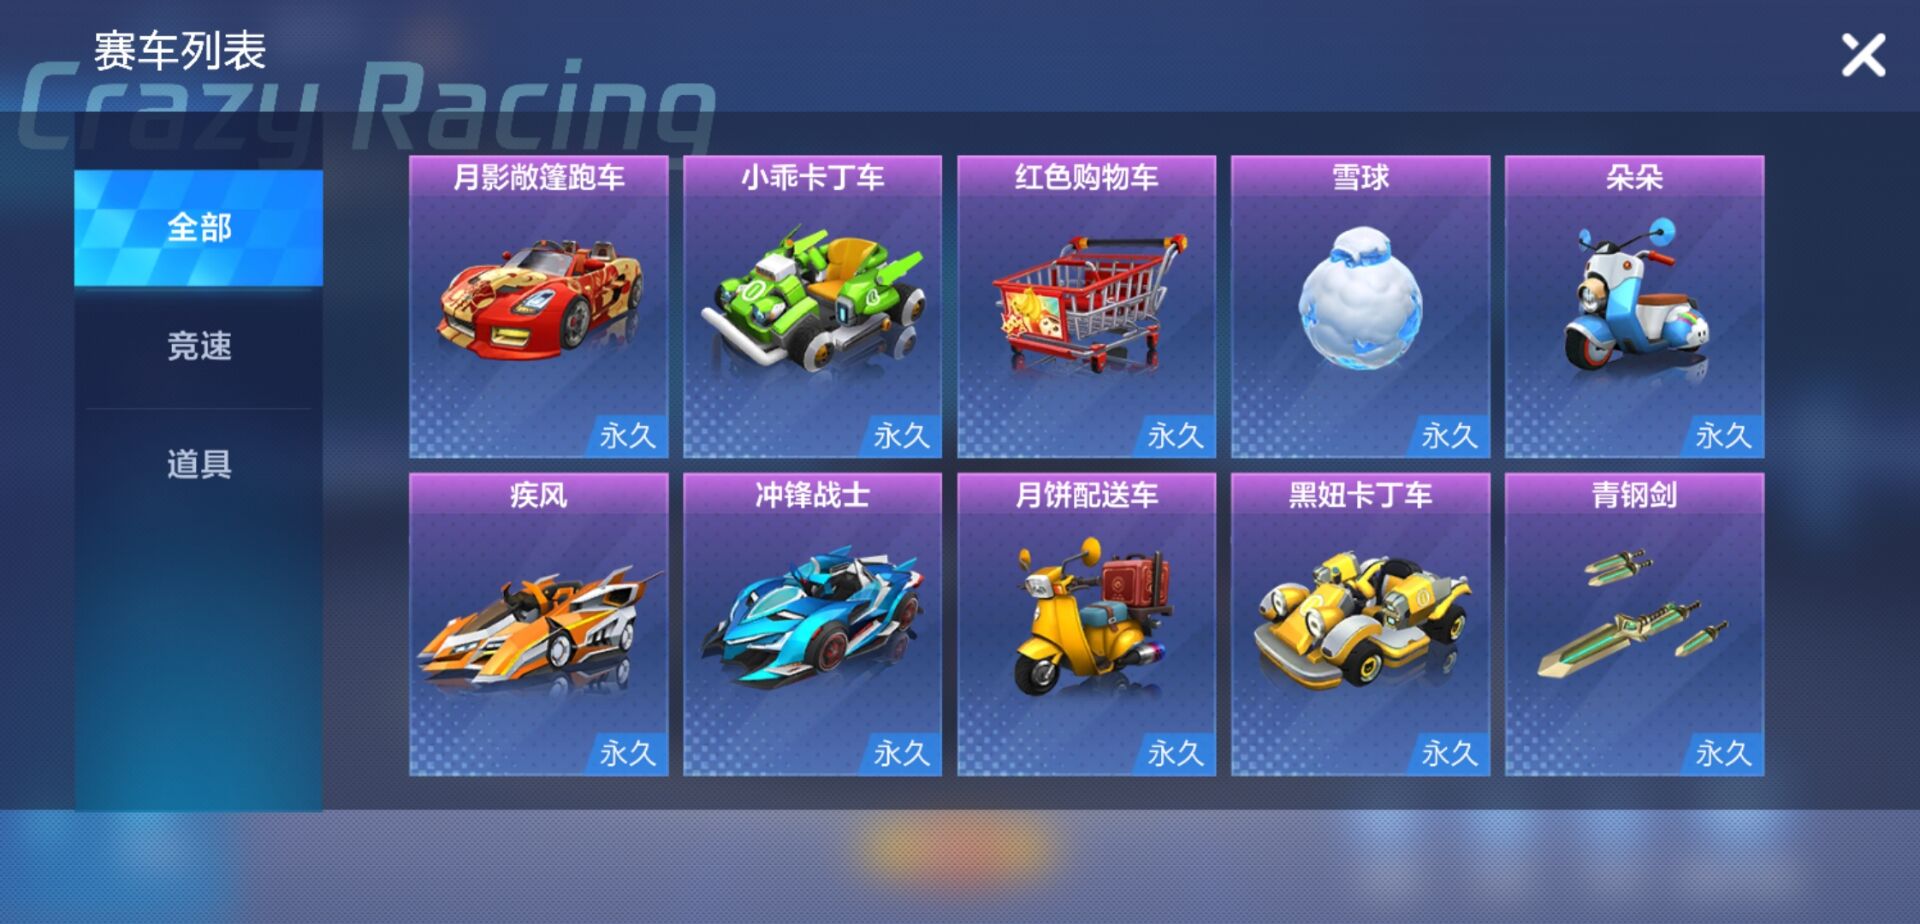 赛车列表
Crazy Racing
全部
竞速
道具
月影敞篷跑车
永久
小乖卡丁车
永久
红色购物车
永久
雪球
永久
朵朵
永久
疾风
永久
冲锋战士
永久
月饼配送车
永久
黑妞卡丁车
永久
青钢剑
永久